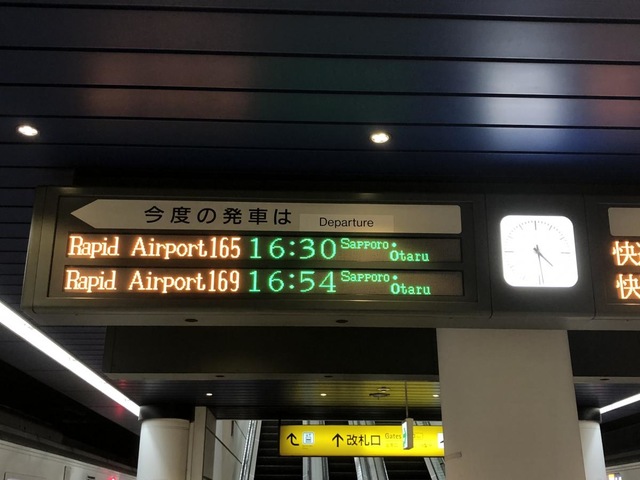 今度の発車は Departure
Rapid Airport165 16:30 Sapporo・Otaru
Rapid Airport169 16:54 Sapporo・Otaru
快
快
改札口 Gates